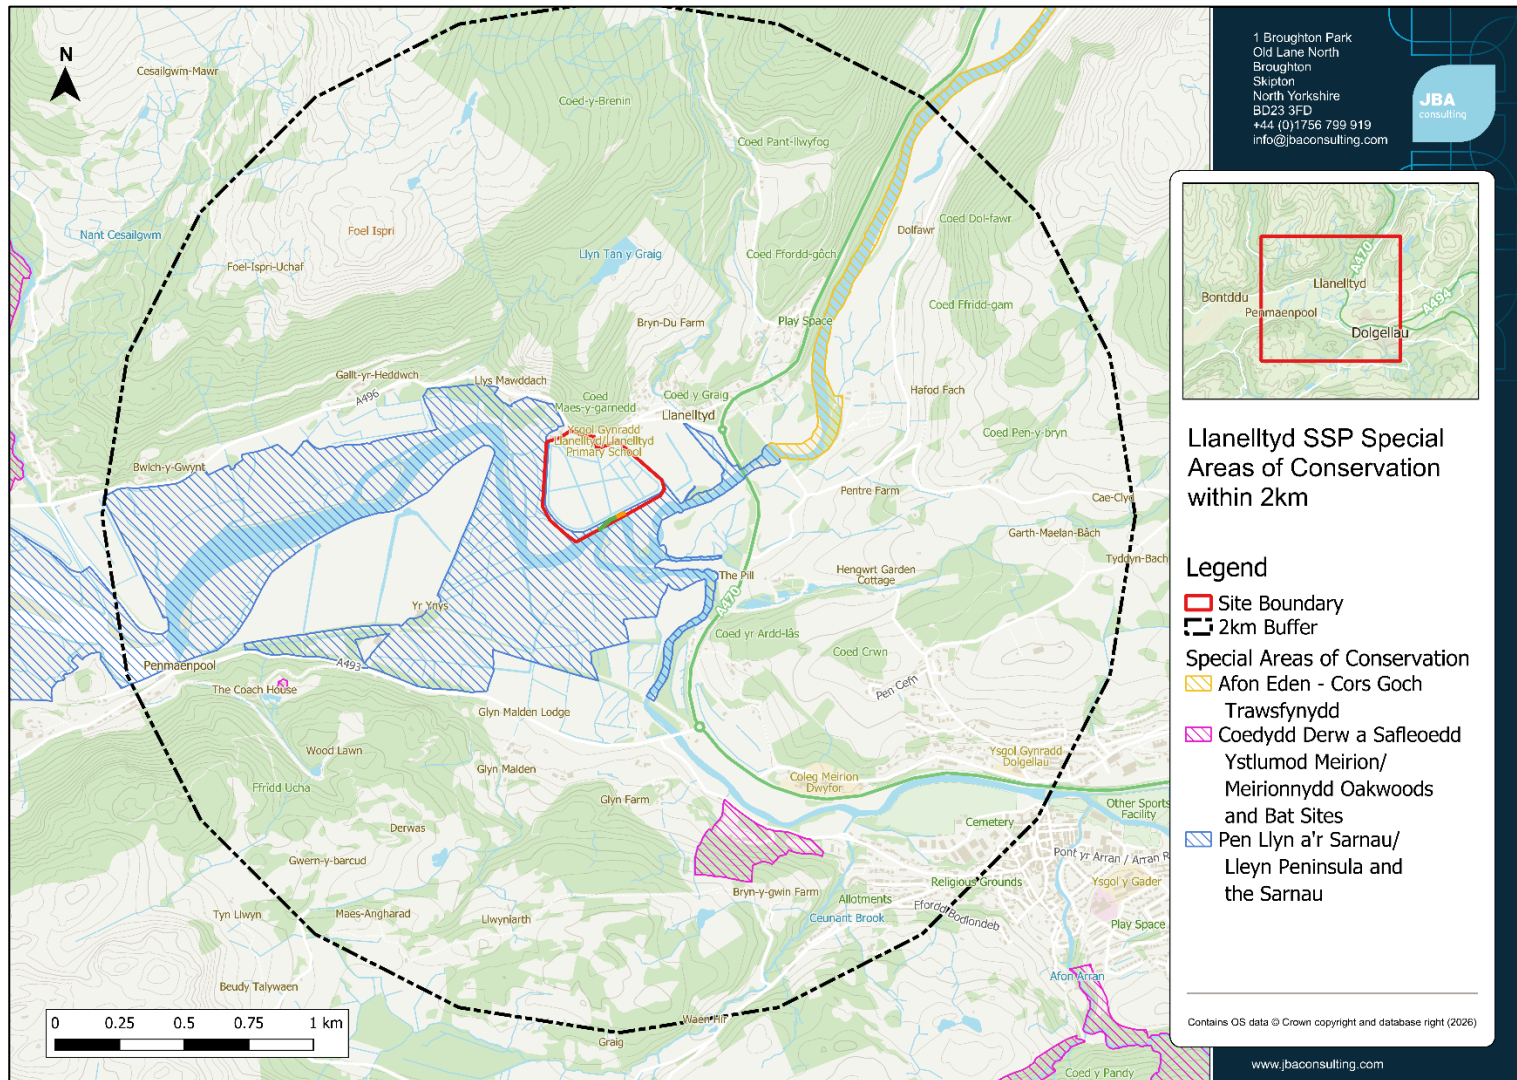 N
Cesailgwm-Mawr
Coed-y-Brenin
Coed Pant-llwyfog
Nant Cesailgwm
Foel Ispri
Foel-Ispri-Uchaf
Llyn Tan y Graig
Coed Ffordd-gôch
Coed Dol-fawr
Dolfawr
Coed Ffridd-gam
Bryn-Du Farm
Play Space
Gallt-yr-Heddwch
A496
Llys Mawddach
Coed
Maes-y-garnedd
Coed y Graig
Llanelltyd
Hafod Fach
Ysgol Gynradd
Llanelltyd/Llanelltyd
Primary School
Coed Pen-y-bryn
Bwlch-y-Gwynt
Pentre Farm
Cae-Clyd
Garth-Maelan-Bâch
Tyddyn-Bach
The Pill
Hengwrt Garden
Cottage
A470
Yr Ynys
Coed yr Ardd-lâs
Coed Crwn
Penmaenpool
A493
The Coach House
Pen Cefn
Glyn Malden Lodge
Wood Lawn
Glyn Malden
Ysgol Gynradd
Dolgellau
Coleg Meirion
Dwyfor
Ffridd Ucha
Glyn Farm
Other Sports
Facility
Derwas
Cemetery
Gwern-y-barcud
Pont yr Arran / Arran R
Bryn-y-gwin Farm
Religious Grounds
Ysgol y Gader
Allotments
Tyn Llwyn
Maes-Angharad
Llwyniarth
Ceunant Brook
Ffordd Bodlondeb
Play Space
Beudy Talywaen
Afon Arran
Waen Hir
Graig
Coed y Pandy
0 0.25 0.5 0.75 1 km
1 Broughton Park
Old Lane North
Broughton
Skipton
North Yorkshire
BD23 3FD
+44 (0)1756 799 919
info@jbaconsulting.com
JBA
consulting
A470
Llanelltyd
Bontddu
Penmaenpool
A494
Dolgellau
Llanelltyd SSP Special
Areas of Conservation
within 2km
Legend
Site Boundary
2km Buffer
Special Areas of Conservation
Afon Eden - Cors Goch
Trawsfynydd
Coedydd Derw a Safleoedd
Ystlumod Meirion/
Meirionnydd Oakwoods
and Bat Sites
Pen Llyn a'r Sarnau/
Lleyn Peninsula and
the Sarnau
Contains OS data © Crown copyright and database right (2026)
www.jbaconsulting.com